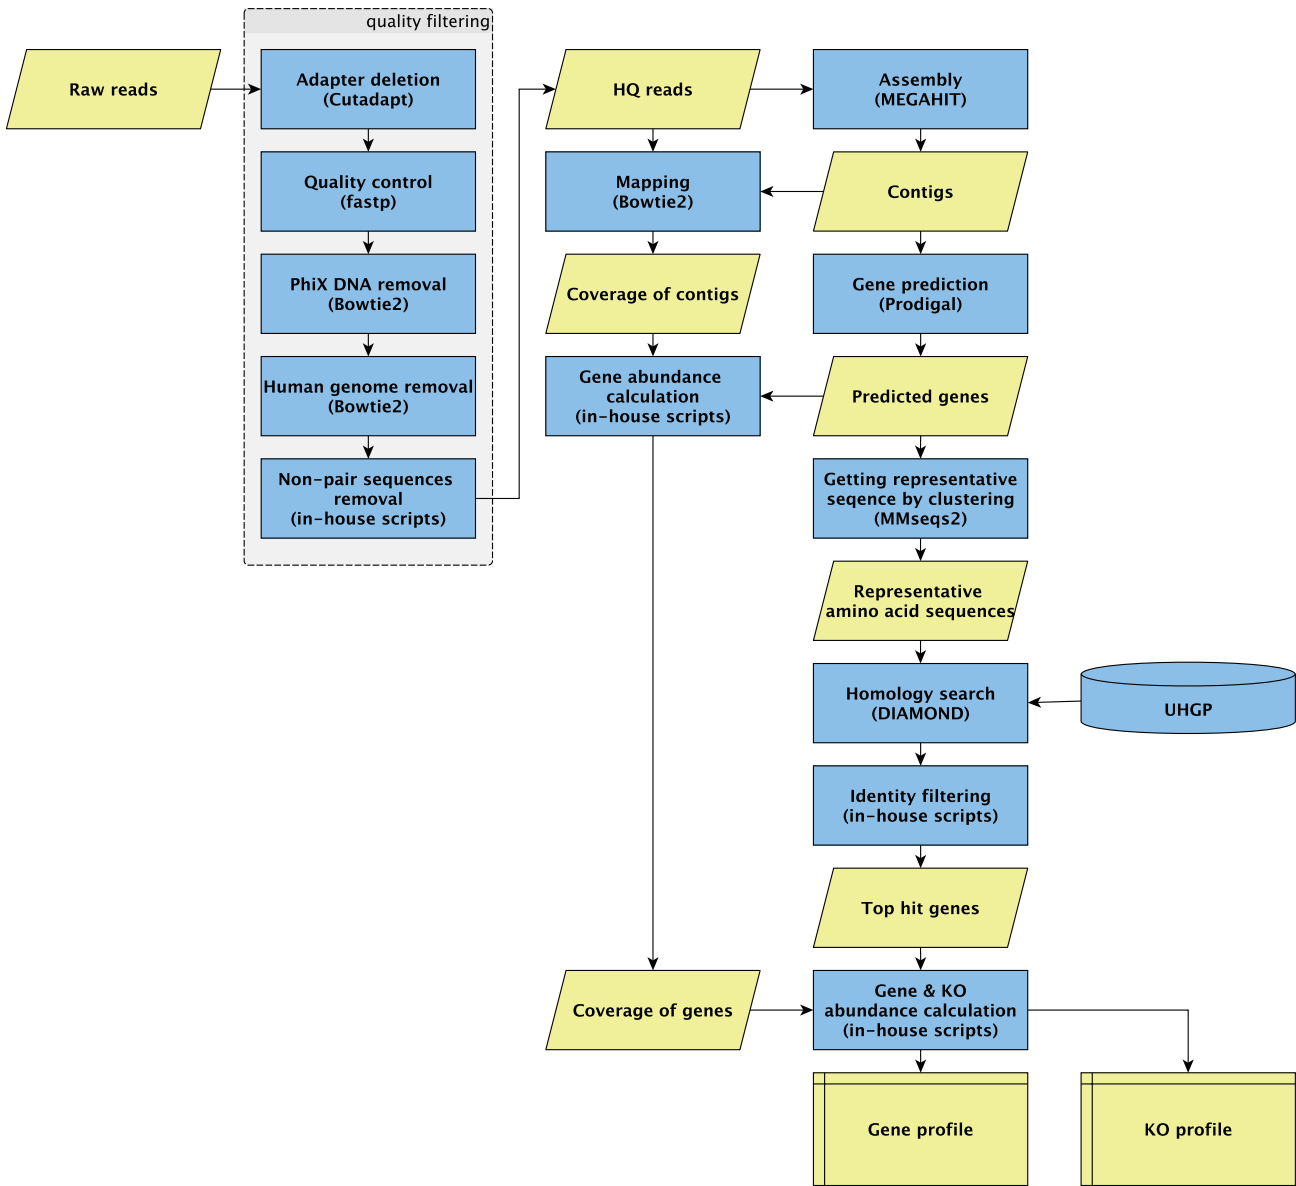 quality filtering
Raw reads
Adapter deletion
(Cutadapt)
Quality control
(fastp)
PhiX DNA removal
(Bowtie2)
Human genome removal
(Bowtie2)
Non-pair sequences
removal
(in-house scripts)
HQ reads
Mapping
(Bowtie2)
Coverage of contigs
Gene abundance
calculation
(in-house scripts)
Assembly
(MEGAHIT)
Contigs
Gene prediction
(Prodigal)
Predicted genes
Getting representative
seqence by clustering
(MMseqs2)
Representative
amino acid sequences
Homology search
(DIAMOND)
UHGP
Identity filtering
(in-house scripts)
Top hit genes
Coverage of genes
Gene & KO
abundance calculation
(in-house scripts)
Gene profile
KO profile